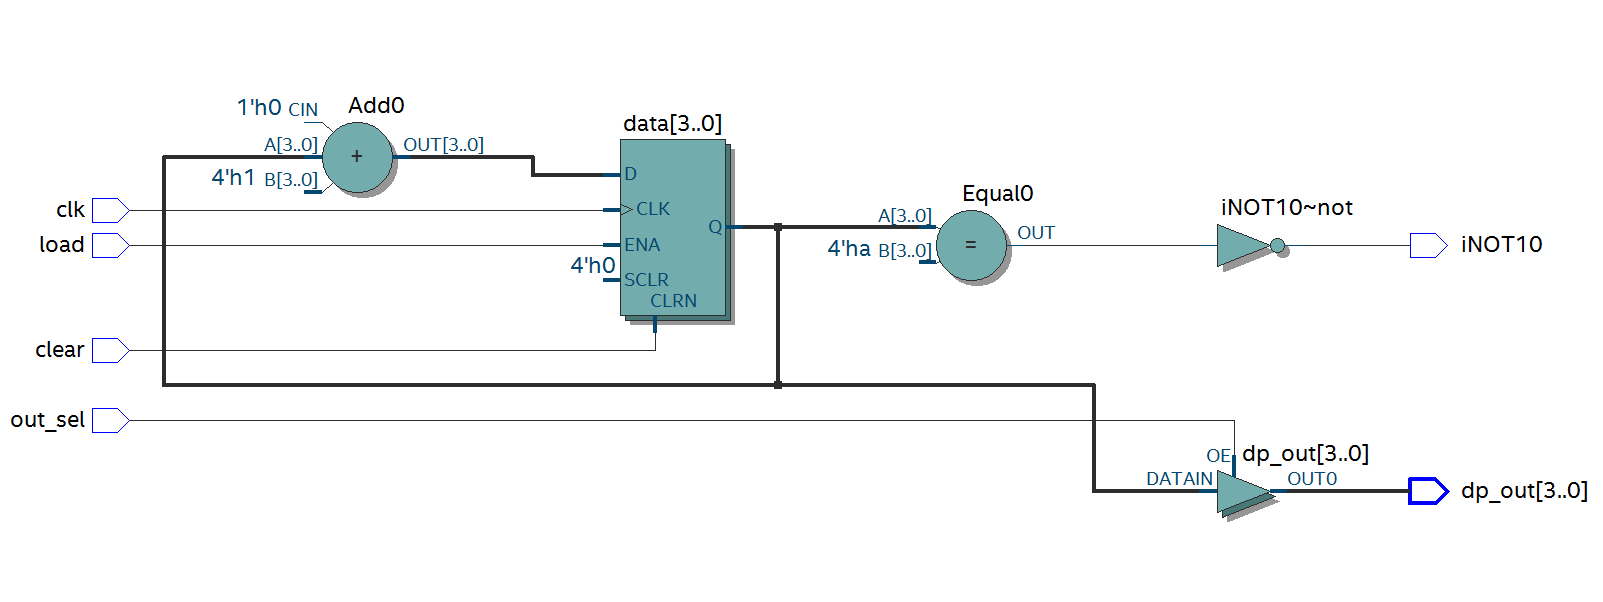 1'h0 CIN Add0
A[3..0] + OUT[3..0]
4'h1 B[3..0]
data[3..0]
D
clk CLK
Q
load ENA
4'h0 SCLR
CLRN
Equal0
A[3..0]
4'ha B[3..0] = OUT
iNOT10~not
iNOT10
clear
out_sel
OE dp_out[3..0]
DATAIN OUT0
dp_out[3..0]